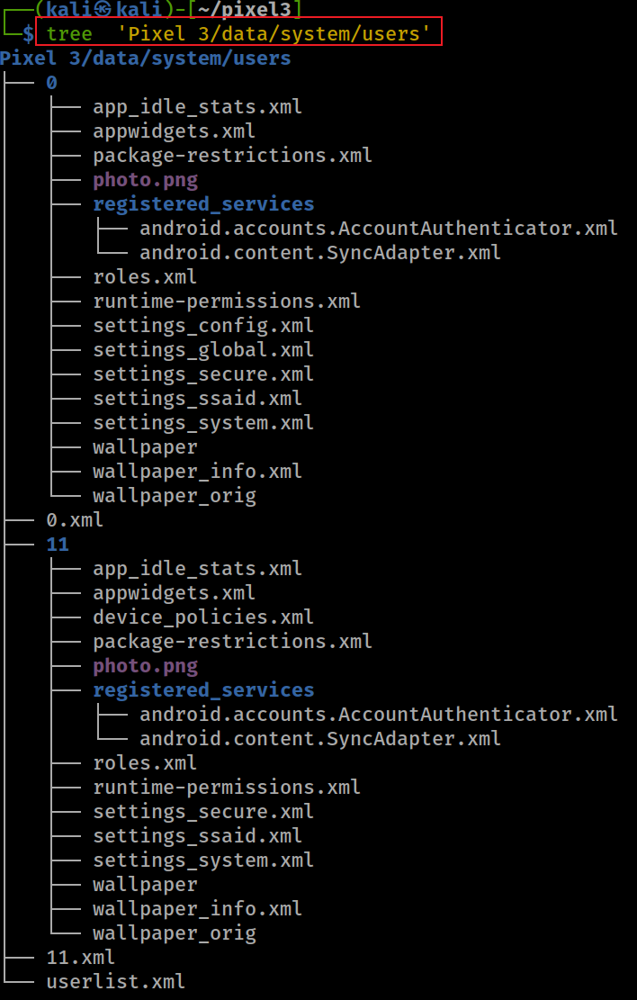 ┌──(kali㉿kali)-[~/pixel3]
└─$ tree 'Pixel 3/data/system/users'
Pixel 3/data/system/users
├── 0
│   ├── app_idle_stats.xml
│   ├── appwidgets.xml
│   ├── package-restrictions.xml
│   ├── photo.png
│   ├── registered_services
│   │   ├── android.accounts.AccountAuthenticator.xml
│   │   └── android.content.SyncAdapter.xml
│   ├── roles.xml
│   ├── runtime-permissions.xml
│   ├── settings_config.xml
│   ├── settings_global.xml
│   ├── settings_secure.xml
│   ├── settings_ssaid.xml
│   ├── settings_system.xml
│   ├── wallpaper
│   ├── wallpaper_info.xml
│   └── wallpaper_orig
├── 0.xml
├── 11
│   ├── app_idle_stats.xml
│   ├── appwidgets.xml
│   ├── device_policies.xml
│   ├── package-restrictions.xml
│   ├── photo.png
│   ├── registered_services
│   │   ├── android.accounts.AccountAuthenticator.xml
│   │   └── android.content.SyncAdapter.xml
│   ├── roles.xml
│   ├── runtime-permissions.xml
│   ├── settings_secure.xml
│   ├── settings_ssaid.xml
│   ├── settings_system.xml
│   ├── wallpaper
│   ├── wallpaper_info.xml
│   └── wallpaper_orig
├── 11.xml
└── userlist.xml